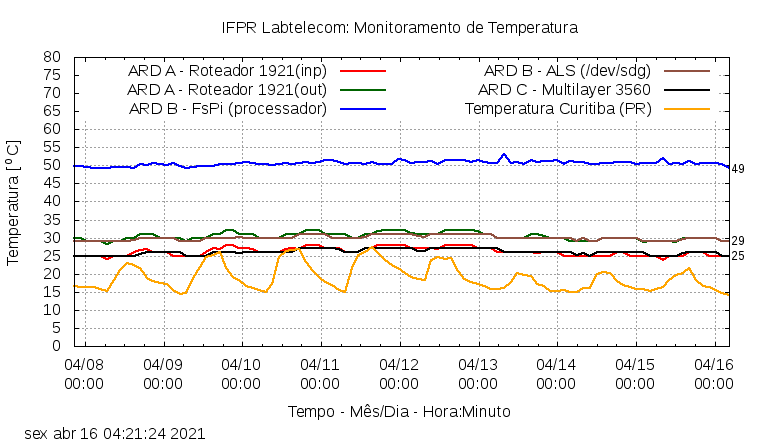 IFPR Labtelecom: Monitoramento de Temperatura
Temperatura [ ºC]
80
75
70
65
60
55
50
45
40
35
30
25
20
15
10
5
0
ARD A - Roteador 1921(inp)
ARD A - Roteador 1921(out)
ARD B - FsPi (processador)
ARD B - ALS (/dev/sdg)
ARD C - Multilayer 3560
Temperatura Curitiba (PR)
49
29
25
04/08 04/09 04/10 04/11 04/12 04/13 04/14 04/15 04/16
00:00 00:00 00:00 00:00 00:00 00:00 00:00 00:00 00:00
Tempo - Mês/Dia - Hora:Minuto
sex abr 16 04:21:24 2021